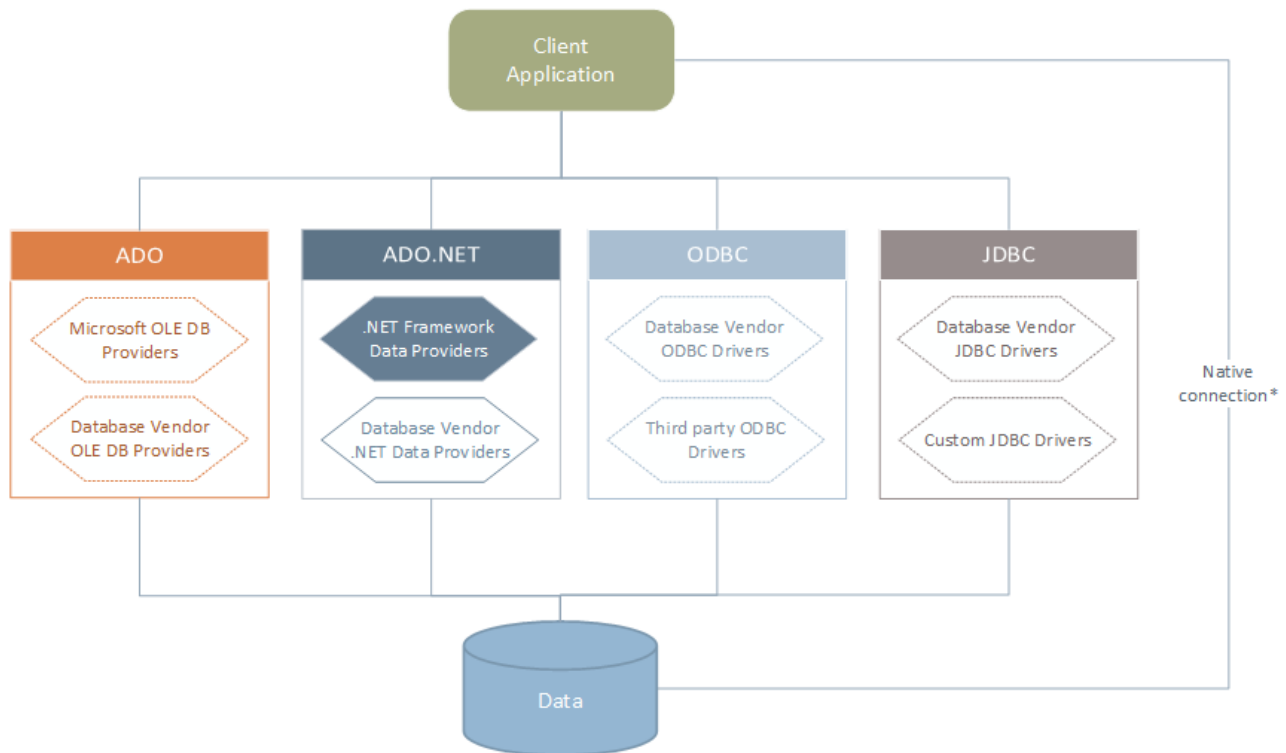 Client
Application
ADO
ADO.NET
ODBC
JDBC
Microsoft OLE DB
Providers
.NET Framework
Data Providers
Database Vendor
ODBC Drivers
Database Vendor
JDBC Drivers
Native
connection*
Database Vendor
OLE DB Providers
Database Vendor
.NET Data Providers
Third party ODBC
Drivers
Custom JDBC Drivers
Data